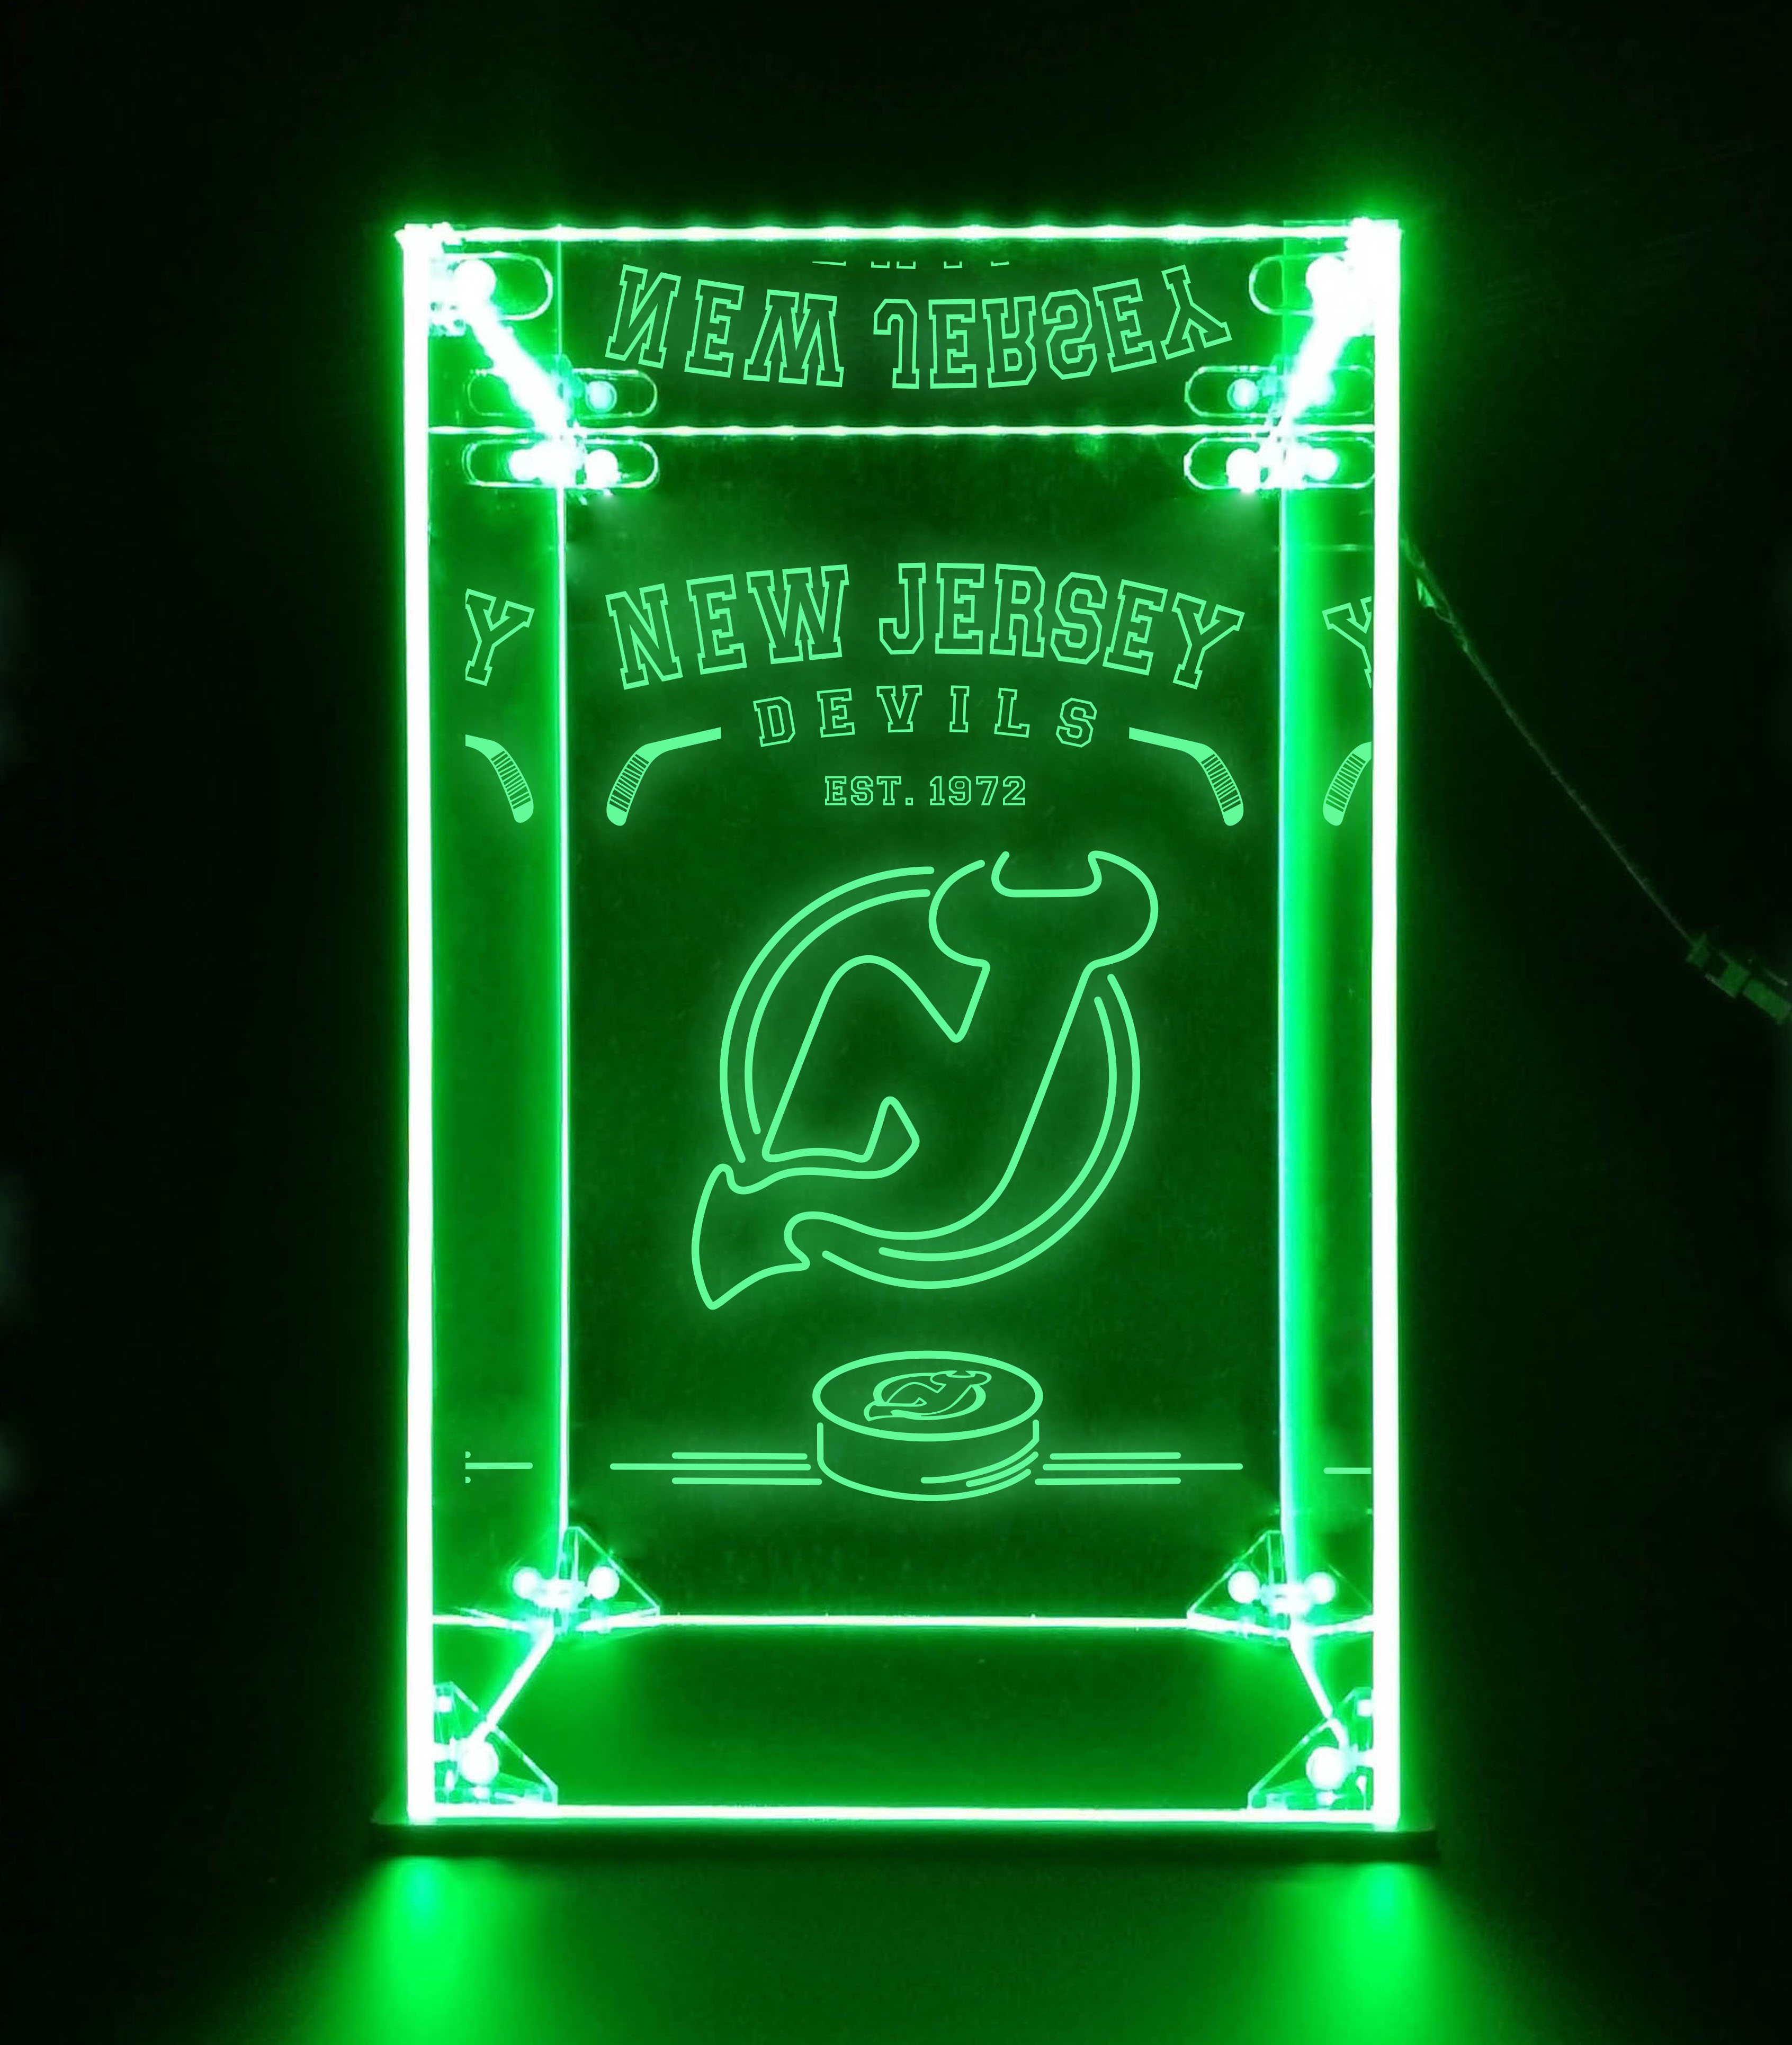 NEW JERSEY
NEW JERSEY
DEVILS
EST. 1972
Y
Y